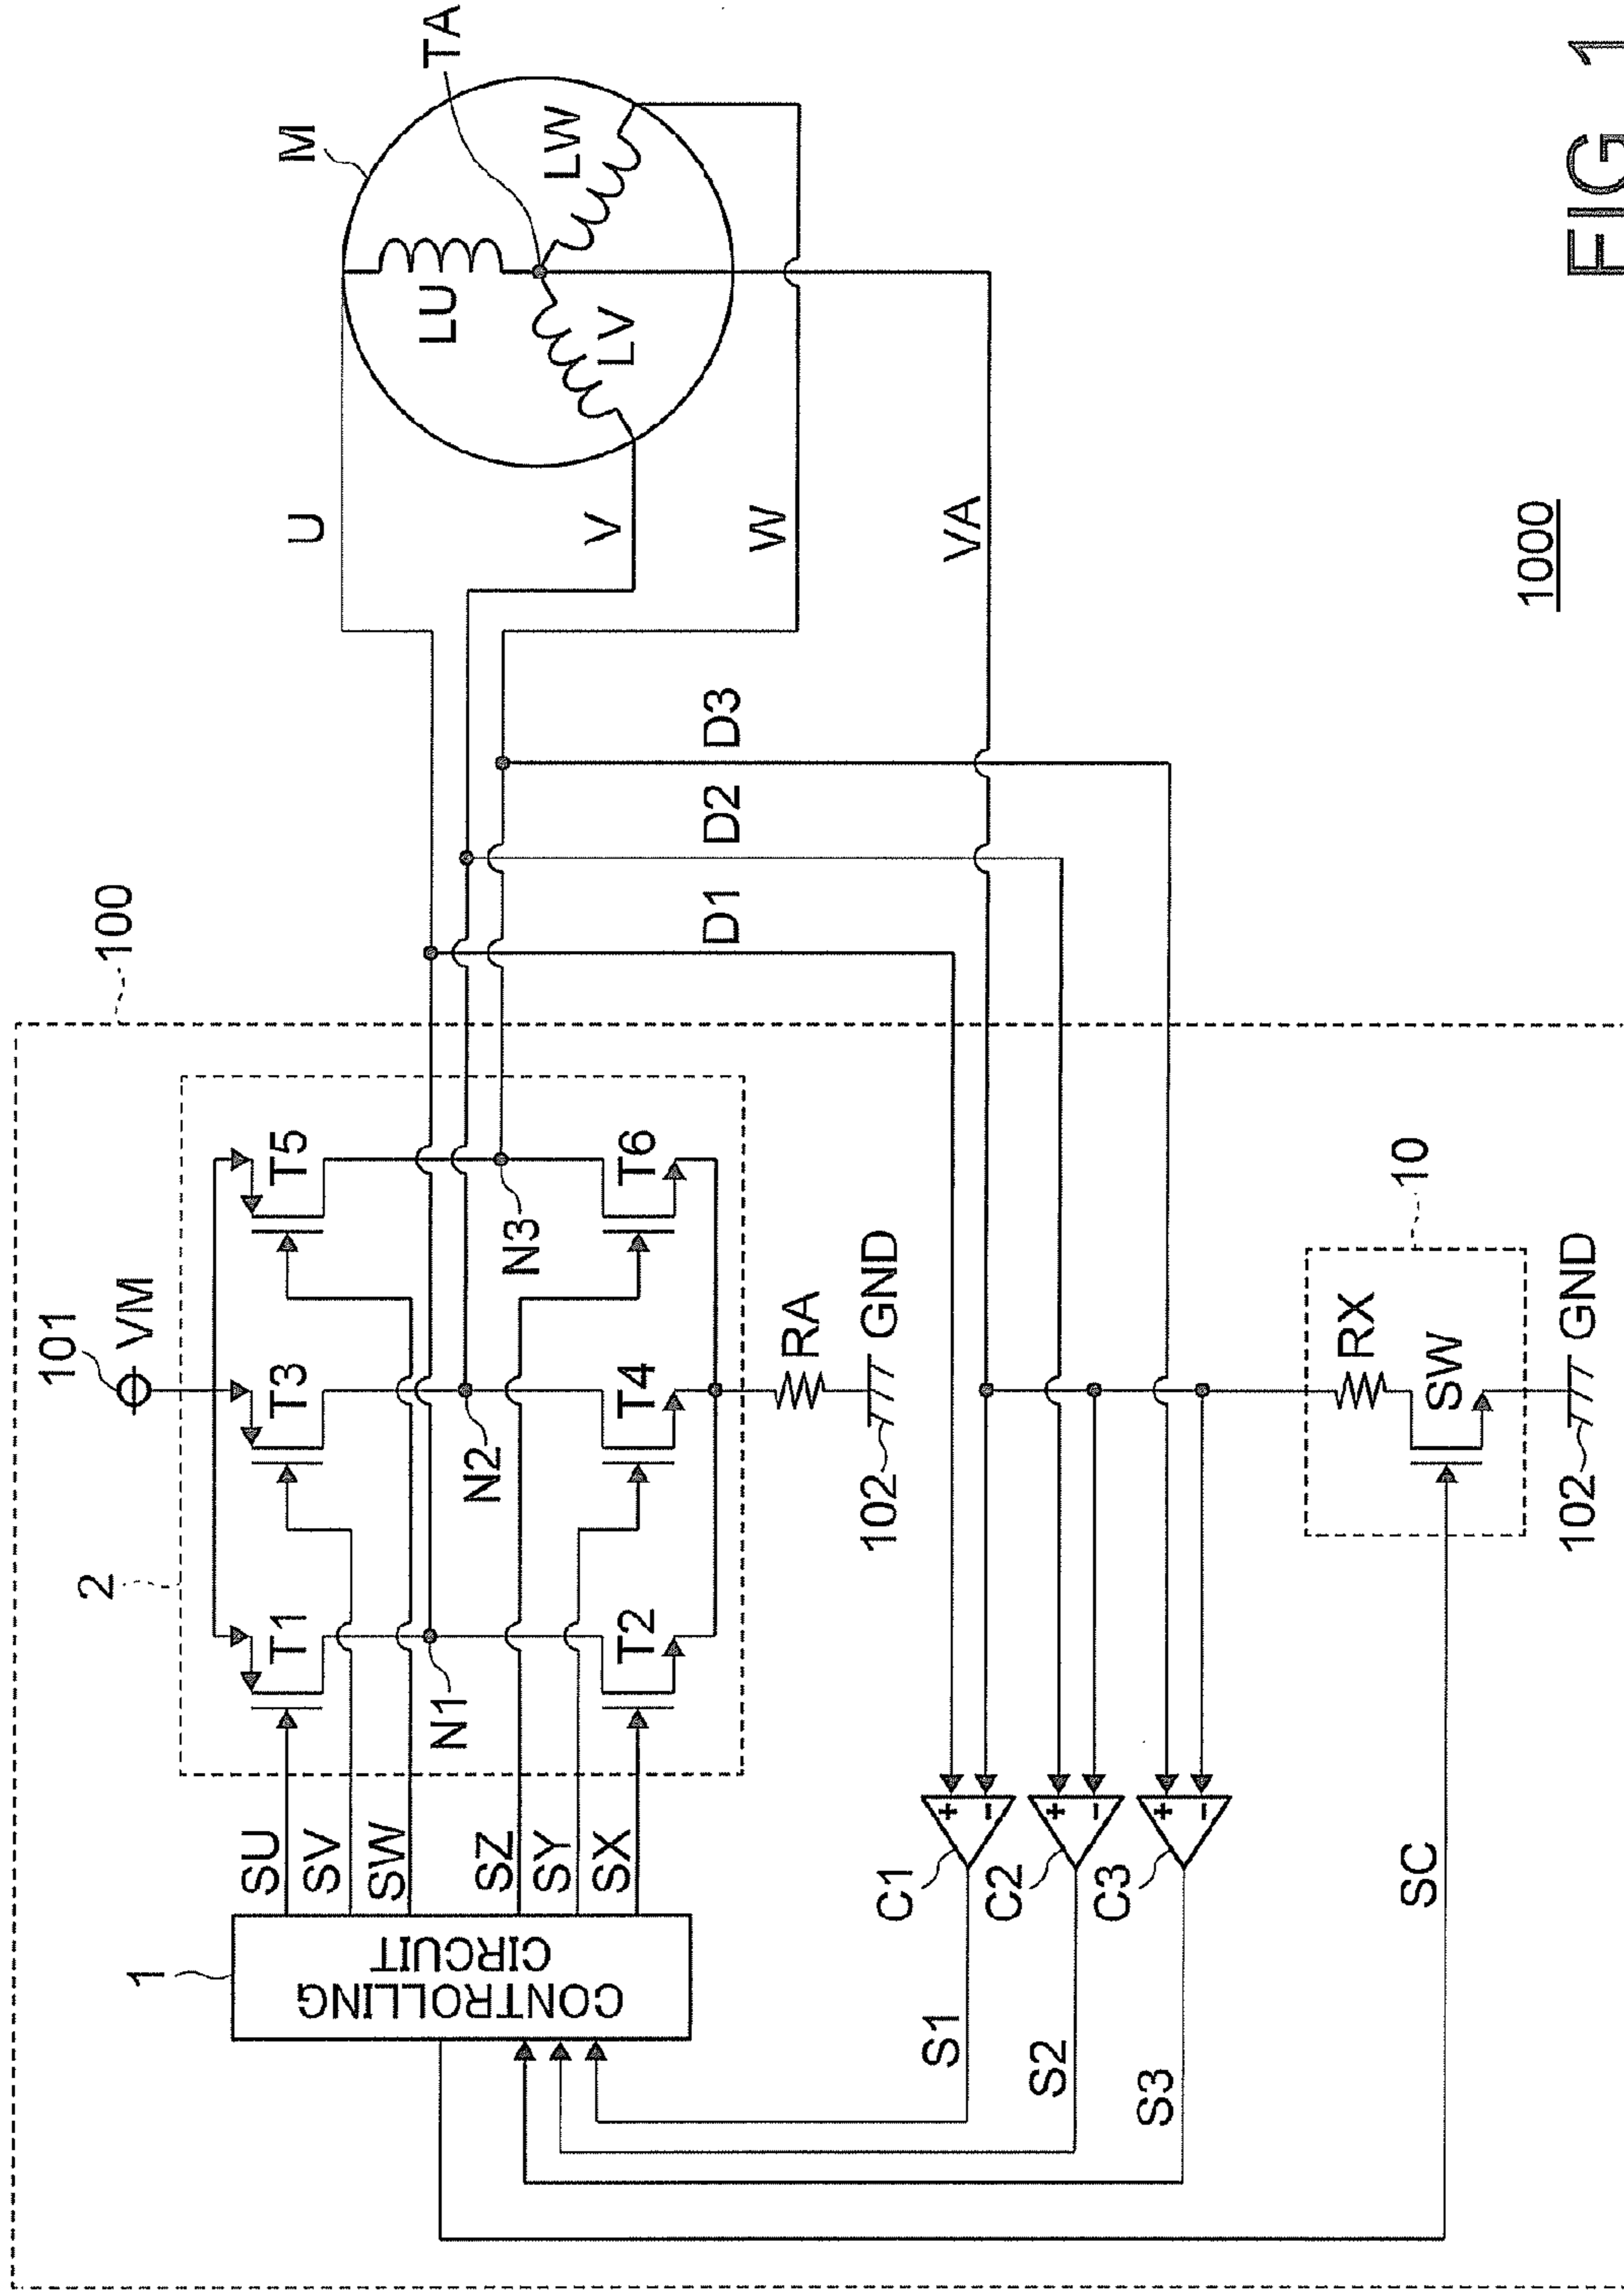 100
101
VM
2
T1
T3
T5
N1
N2
N3
T2
T4
T6
RA
102
GND
1
CONTROLLING
CIRCUIT
SU
SV
SW
SZ
SY
SX
U
V
W
VA
M
LU
LV
LW
TA
D1
D2
D3
C1
C2
C3
+
-
+
-
+
-
S1
S2
S3
SC
10
RX
SW
102
GND
1000
FIG 1